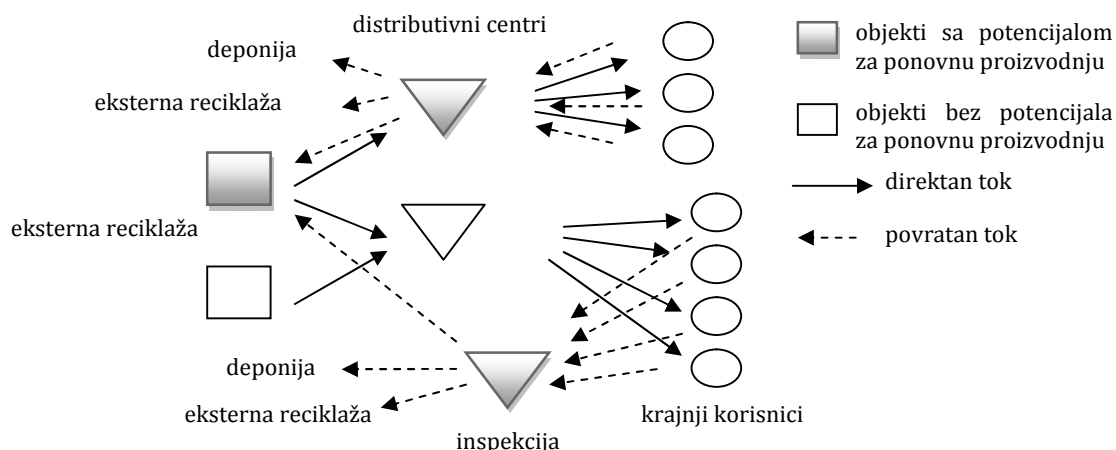 distributivni centri
deponija
eksterna reciklaža
eksterna reciklaža
deponija
eksterna reciklaža
inspekcija
krajnji korisnici
objekti sa potencijalom
za ponovnu proizvodnju
objekti bez potencijala
za ponovnu proizvodnju
direktan tok
povratan tok